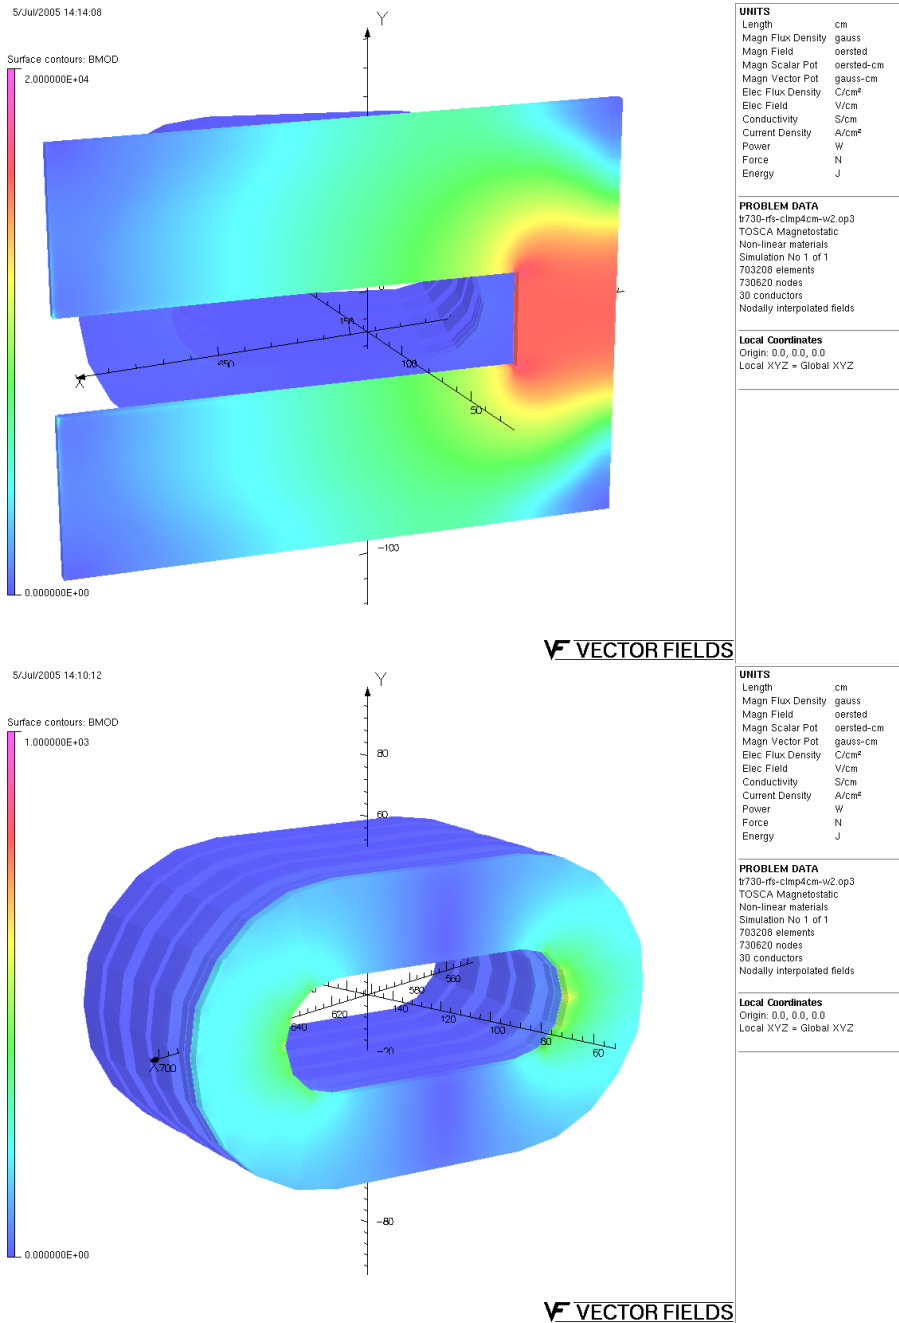 5/Jul/2005 14:14:08
Y
Surface contours: BMOD
2.000000E+04
0.000000E+00
150
100
50
X
-100
VECTOR FIELDS
UNITS
Length cm
Magn Flux Density gauss
Magn Field oersted
Magn Scalar Pot oersted-cm
Magn Vector Pot gauss-cm
Elec Flux Density C/cm²
Elec Field V/cm
Conductivity S/cm
Current Density A/cm²
Power W
Force N
Energy J
PROBLEM DATA
tr730-rfs-clmp4cm-w2.op3
TOSCA Magnetostatic
Non-linear materials
Simulation No 1 of 1
703208 elements
730620 nodes
30 conductors
Nodally interpolated fields
Local Coordinates
Origin: 0.0, 0.0, 0.0
Local XYZ = Global XYZ
5/Jul/2005 14:10:12
Y
Surface contours: BMOD
1.000000E+03
0.000000E+00
80
60
560
580
620
640
140
120
100
80
60
X
700
-20
-80
VECTOR FIELDS
UNITS
Length cm
Magn Flux Density gauss
Magn Field oersted
Magn Scalar Pot oersted-cm
Magn Vector Pot gauss-cm
Elec Flux Density C/cm²
Elec Field V/cm
Conductivity S/cm
Current Density A/cm²
Power W
Force N
Energy J
PROBLEM DATA
tr730-rfs-clmp4cm-w2.op3
TOSCA Magnetostatic
Non-linear materials
Simulation No 1 of 1
703208 elements
730620 nodes
30 conductors
Nodally interpolated fields
Local Coordinates
Origin: 0.0, 0.0, 0.0
Local XYZ = Global XYZ